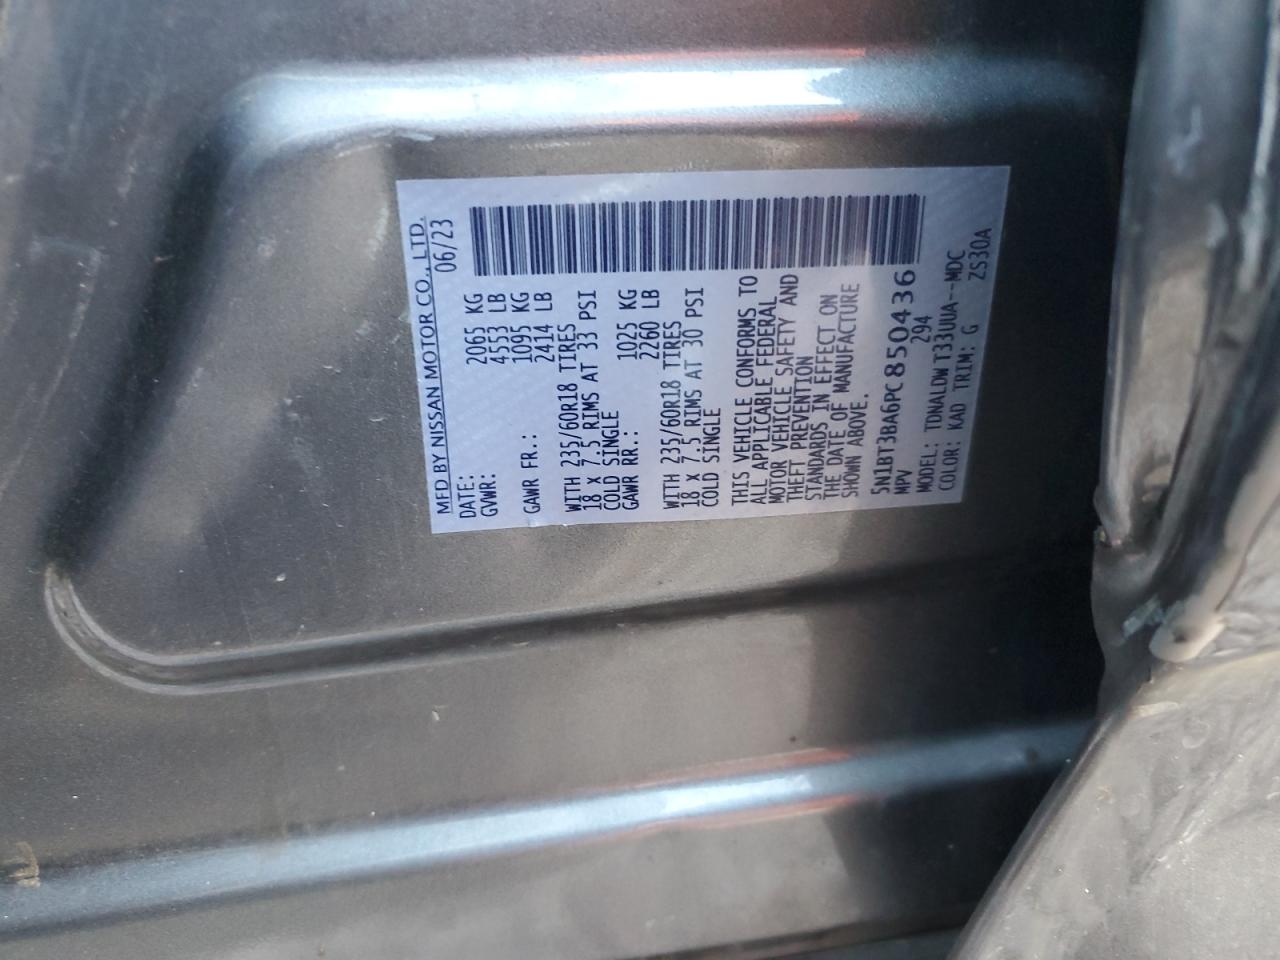 MFD BY NISSAN MOTOR CO., LTD.
DATE: 06/23
GVWR: 2065 KG
4553 LB
GAWR FR.: 1095 KG
2414 LB
WITH 235/60R18 TIRES
18 x 7.5 RIMS AT 33 PSI
COLD SINGLE
GAWR RR.: 1025 KG
2260 LB
WITH 235/60R18 TIRES
18 x 7.5 RIMS AT 30 PSI
COLD SINGLE
THIS VEHICLE CONFORMS TO
ALL APPLICABLE FEDERAL
MOTOR VEHICLE SAFETY AND
THEFT PREVENTION
STANDARDS IN EFFECT ON
THE DATE OF MANUFACTURE
SHOWN ABOVE.
5N1BT3BA6PC850436
MPV 294
MODEL: TDNALDWT33UUA--MDC
COLOR: KAD TRIM: G ZS30A